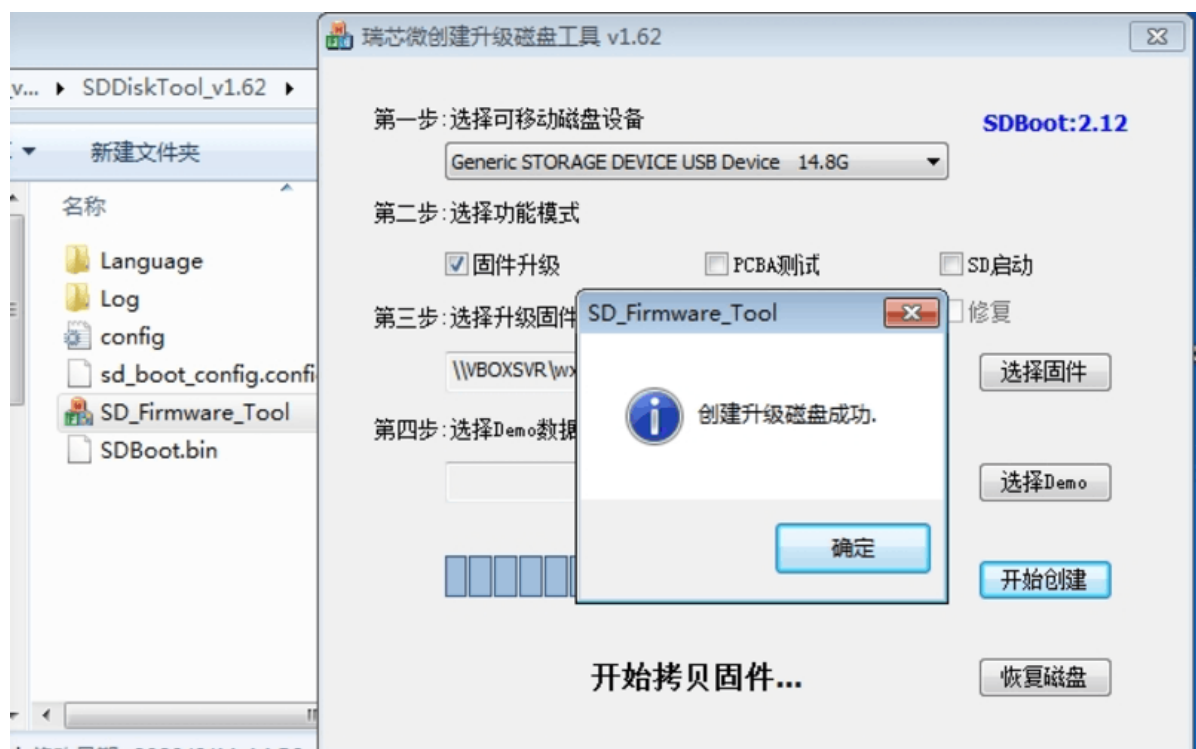 瑞芯微创建升级磁盘工具 v1.62
v... ▸ SDDiskTool_v1.62 ▸
新建文件夹
名称
Language
Log
config
sd_boot_config.confi
SD_Firmware_Tool
SDBoot.bin
第一步:选择可移动磁盘设备
SDBoot:2.12
Generic STORAGE DEVICE USB Device 14.8G
第二步:选择功能模式
固件升级 PCBA测试 SD启动
第三步:选择升级固件 修复
\\VBOXSVR\wx
选择固件
第四步:选择Demo数据
选择Demo
SD_Firmware_Tool
创建升级磁盘成功.
确定
开始创建
开始拷贝固件...
恢复磁盘